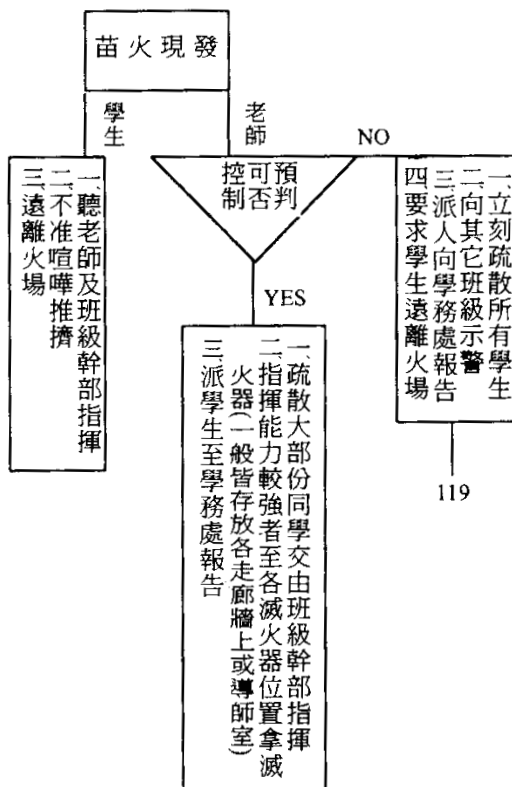 發現火苗
老師
學生
NO
預判
可否
控制
YES
一、立刻疏散所有學生
二、向其它班級示警
三、派人向學務處報告
四、要求學生遠離火場
119
一、疏散大部份同學交由班級幹部指揮
二、指揮能力較強者至各滅火器位置拿滅
火器(一般皆存放各走廊牆上或導師室)
三、派學生至學務處報告
一、聽老師及班級幹部指揮
二、不准喧嘩推擠
三、遠離火場